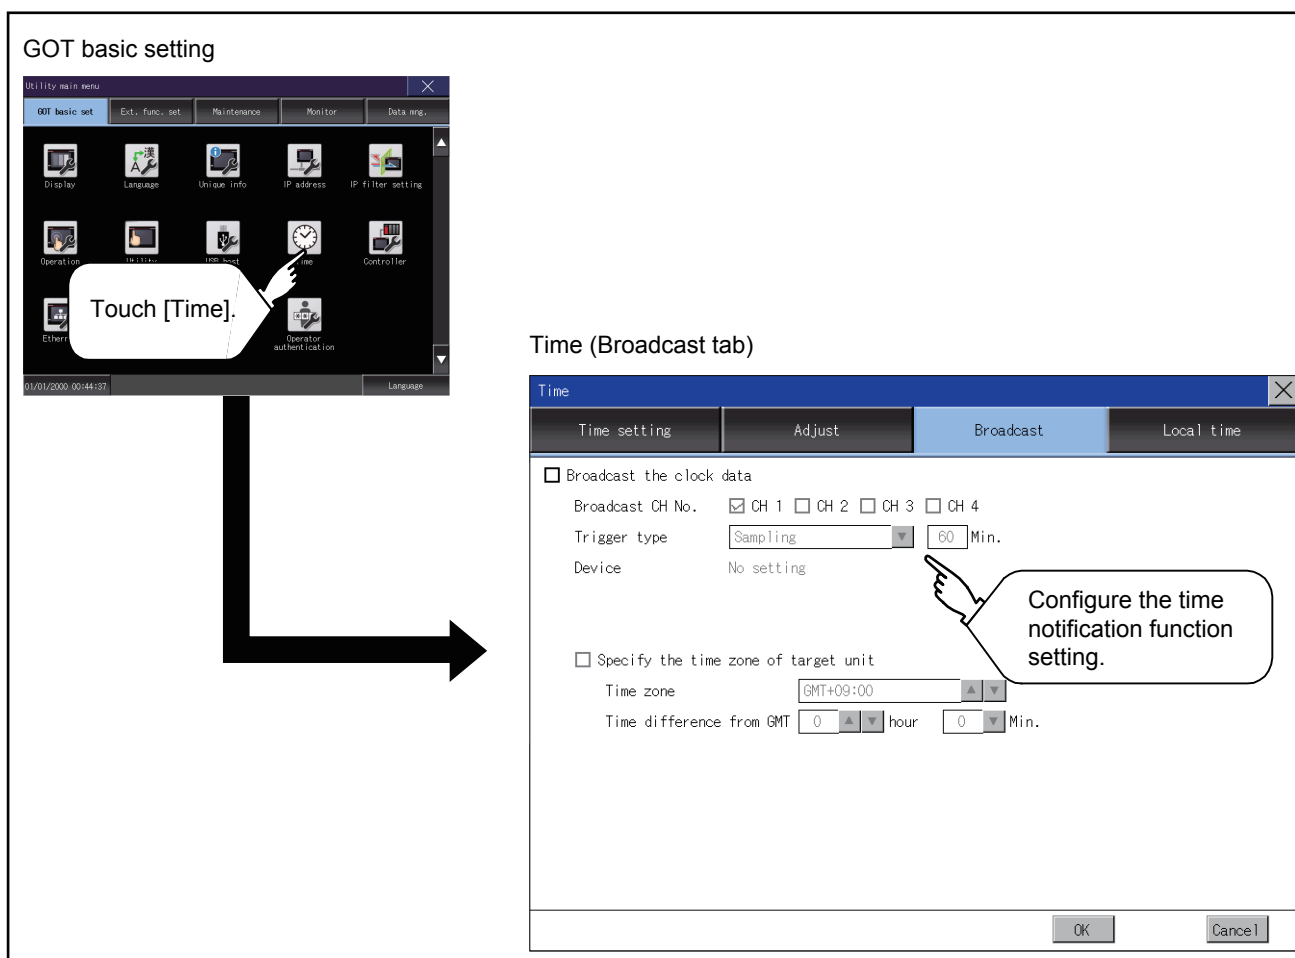 GOT basic setting
Utility main menu
GOT basic set Ext. func. set Maintenance Monitor Data mng.
Display Language Unique info IP address IP filter setting
Operation Utility USB host Time Controller
Touch [Time].
Operator
authentication
01/01/2000 00:44:37 Language
Time (Broadcast tab)
Time
Time setting Adjust Broadcast Local time
Broadcast the clock data
Broadcast CH No. CH 1 CH 2 CH 3 CH 4
Trigger type Sampling 60 Min.
Device No setting
Configure the time
notification function
setting.
Specify the time zone of target unit
Time zone GMT+09:00
Time difference from GMT 0 hour 0 Min.
OK Cancel